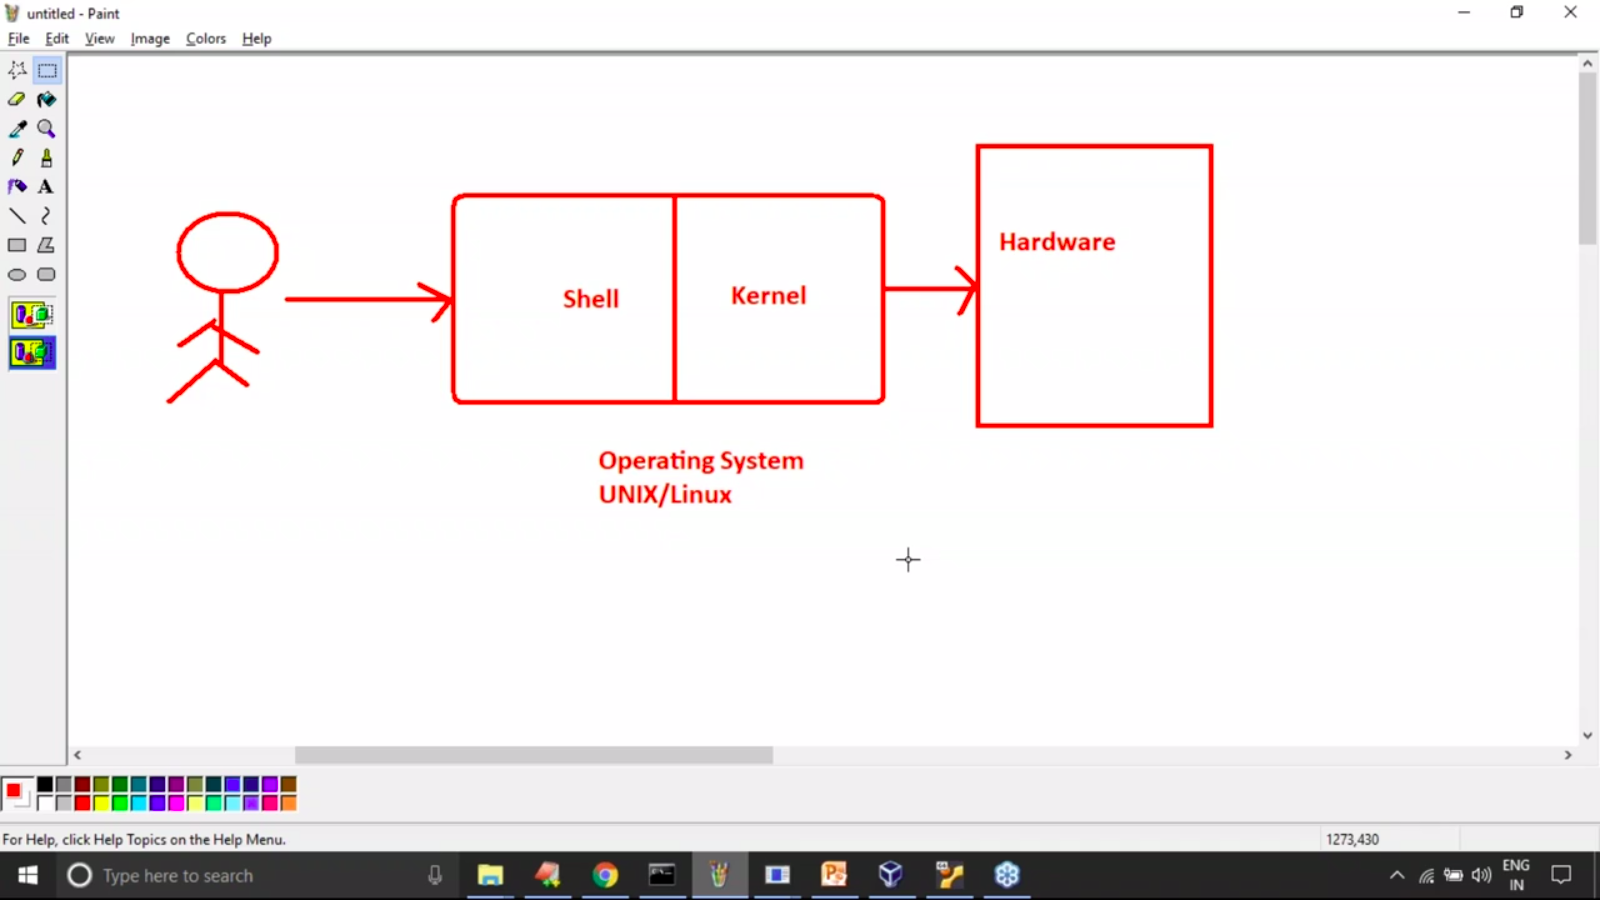 untitled - Paint
File Edit View Image Colors Help
A
Hardware
Shell
Kernel
Operating System
UNIX/Linux
For Help, click Help Topics on the Help Menu.
1273,430
Type here to search
ENG
IN